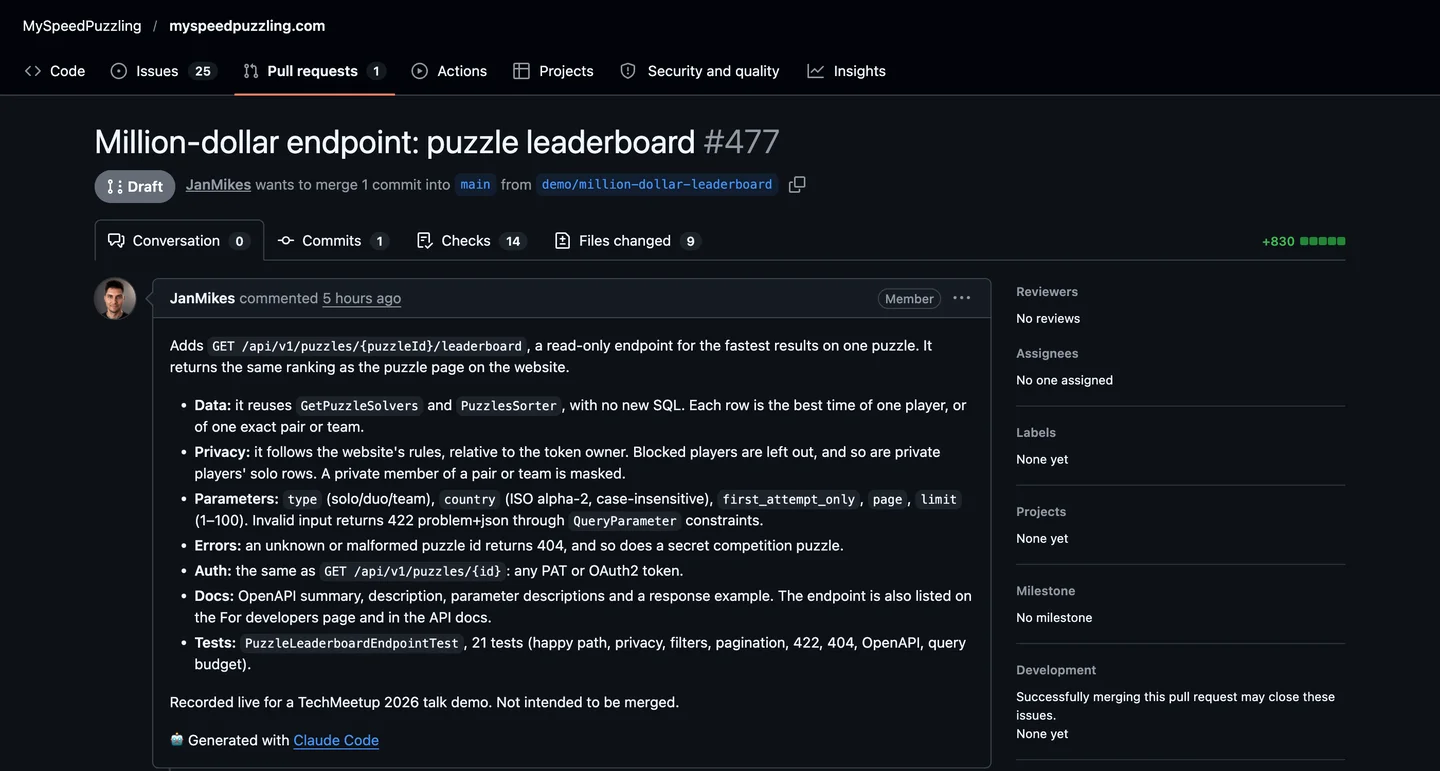 MySpeedPuzzling / myspeedpuzzling.com
Code Issues 25 Pull requests 1 Actions Projects Security and quality Insights
Million-dollar endpoint: puzzle leaderboard #477
Draft JanMikes wants to merge 1 commit into main from demo/million-dollar-leaderboard
Conversation 0 Commits 1 Checks 14 Files changed 9 +830
JanMikes commented 5 hours ago Member
Adds GET /api/v1/puzzles/{puzzleId}/leaderboard, a read-only endpoint for the fastest results on one puzzle. It
returns the same ranking as the puzzle page on the website.
• Data: it reuses GetPuzzleSolvers and PuzzlesSorter, with no new SQL. Each row is the best time of one player, or
of one exact pair or team.
• Privacy: it follows the website's rules, relative to the token owner. Blocked players are left out, and so are private
players' solo rows. A private member of a pair or team is masked.
• Parameters: type (solo/duo/team), country (ISO alpha-2, case-insensitive), first_attempt_only, page, limit
(1–100). Invalid input returns 422 problem+json through QueryParameter constraints.
• Errors: an unknown or malformed puzzle id returns 404, and so does a secret competition puzzle.
• Auth: the same as GET /api/v1/puzzles/{id}: any PAT or OAuth2 token.
• Docs: OpenAPI summary, description, parameter descriptions and a response example. The endpoint is also listed on
the For developers page and in the API docs.
• Tests: PuzzleLeaderboardEndpointTest, 21 tests (happy path, privacy, filters, pagination, 422, 404, OpenAPI, query
budget).
Recorded live for a TechMeetup 2026 talk demo. Not intended to be merged.
🤖 Generated with Claude Code
Reviewers
No reviews
Assignees
No one assigned
Labels
None yet
Projects
None yet
Milestone
No milestone
Development
Successfully merging this pull request may close these
issues.
None yet